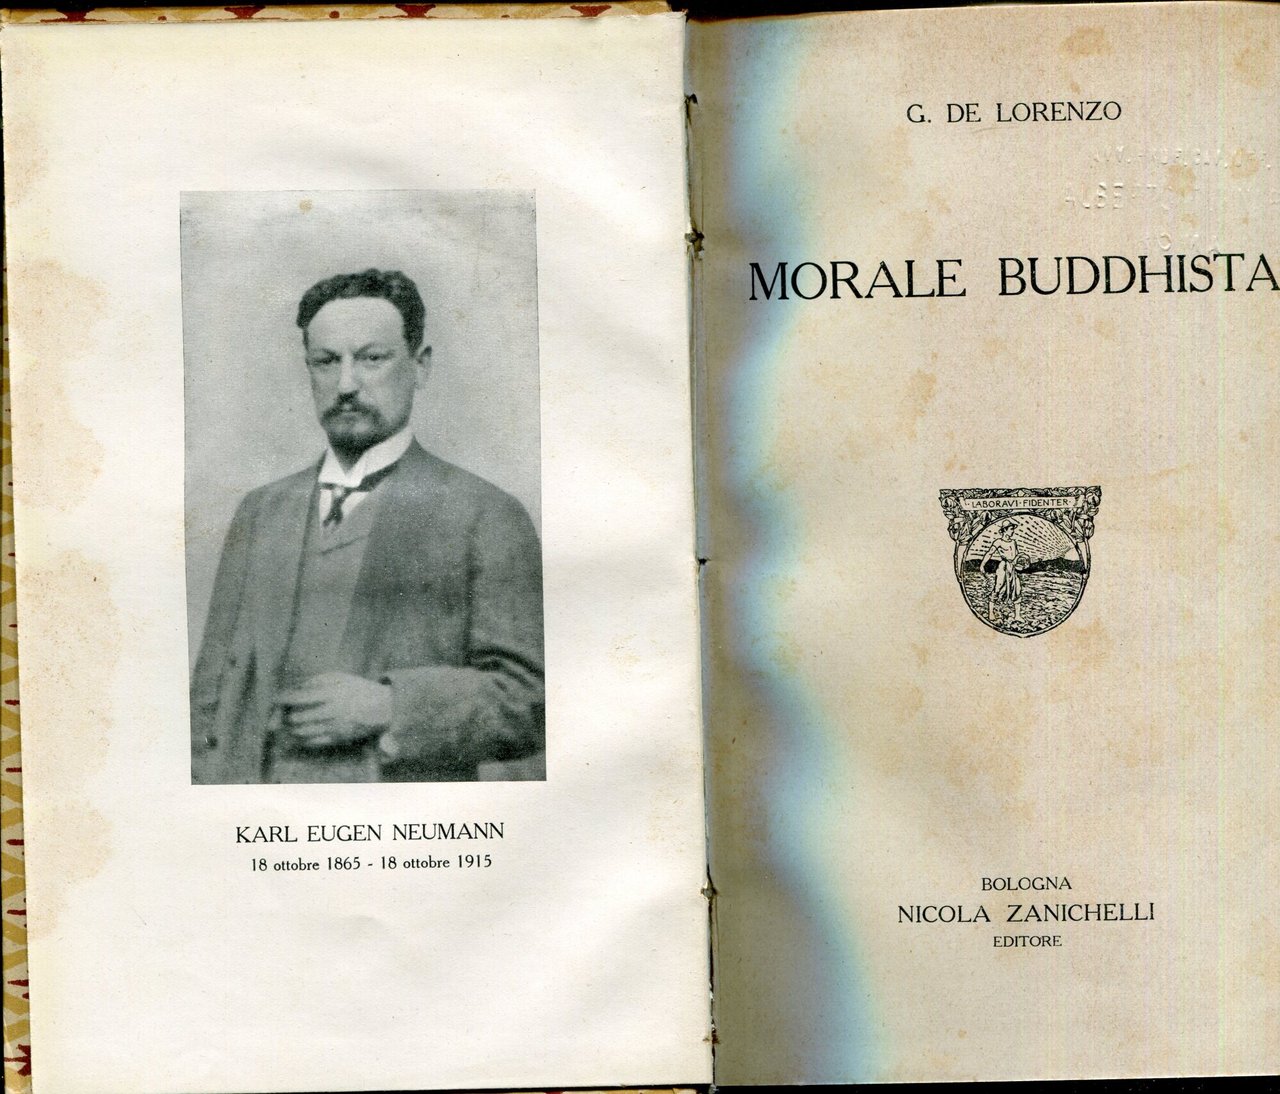 KARL EUGEN NEUMANN
18 ottobre 1865 - 18 ottobre 1915
G. DE LORENZO
MORALE BUDDHISTA
LABORAVI · FIDENTER
BOLOGNA
NICOLA ZANICHELLI
EDITORE